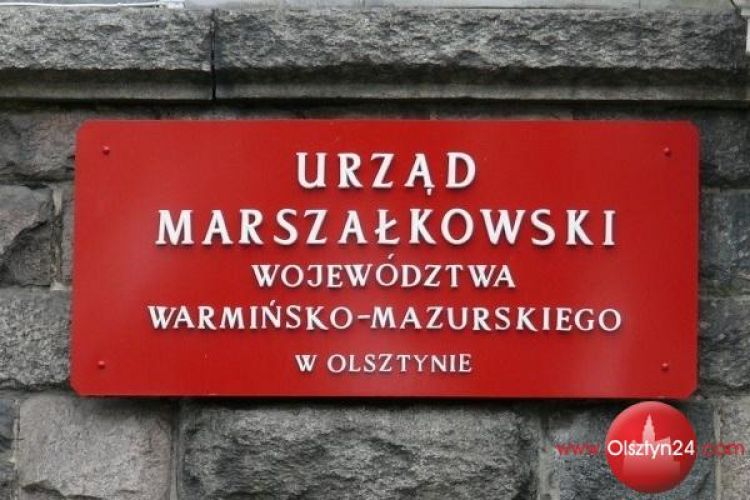 URZĄD
MARSZAŁKOWSKI
WOJEWÓDZTWA
WARMIŃSKO-MAZURSKIEGO
W OLSZTYNIE
www.Olsztyn24.com